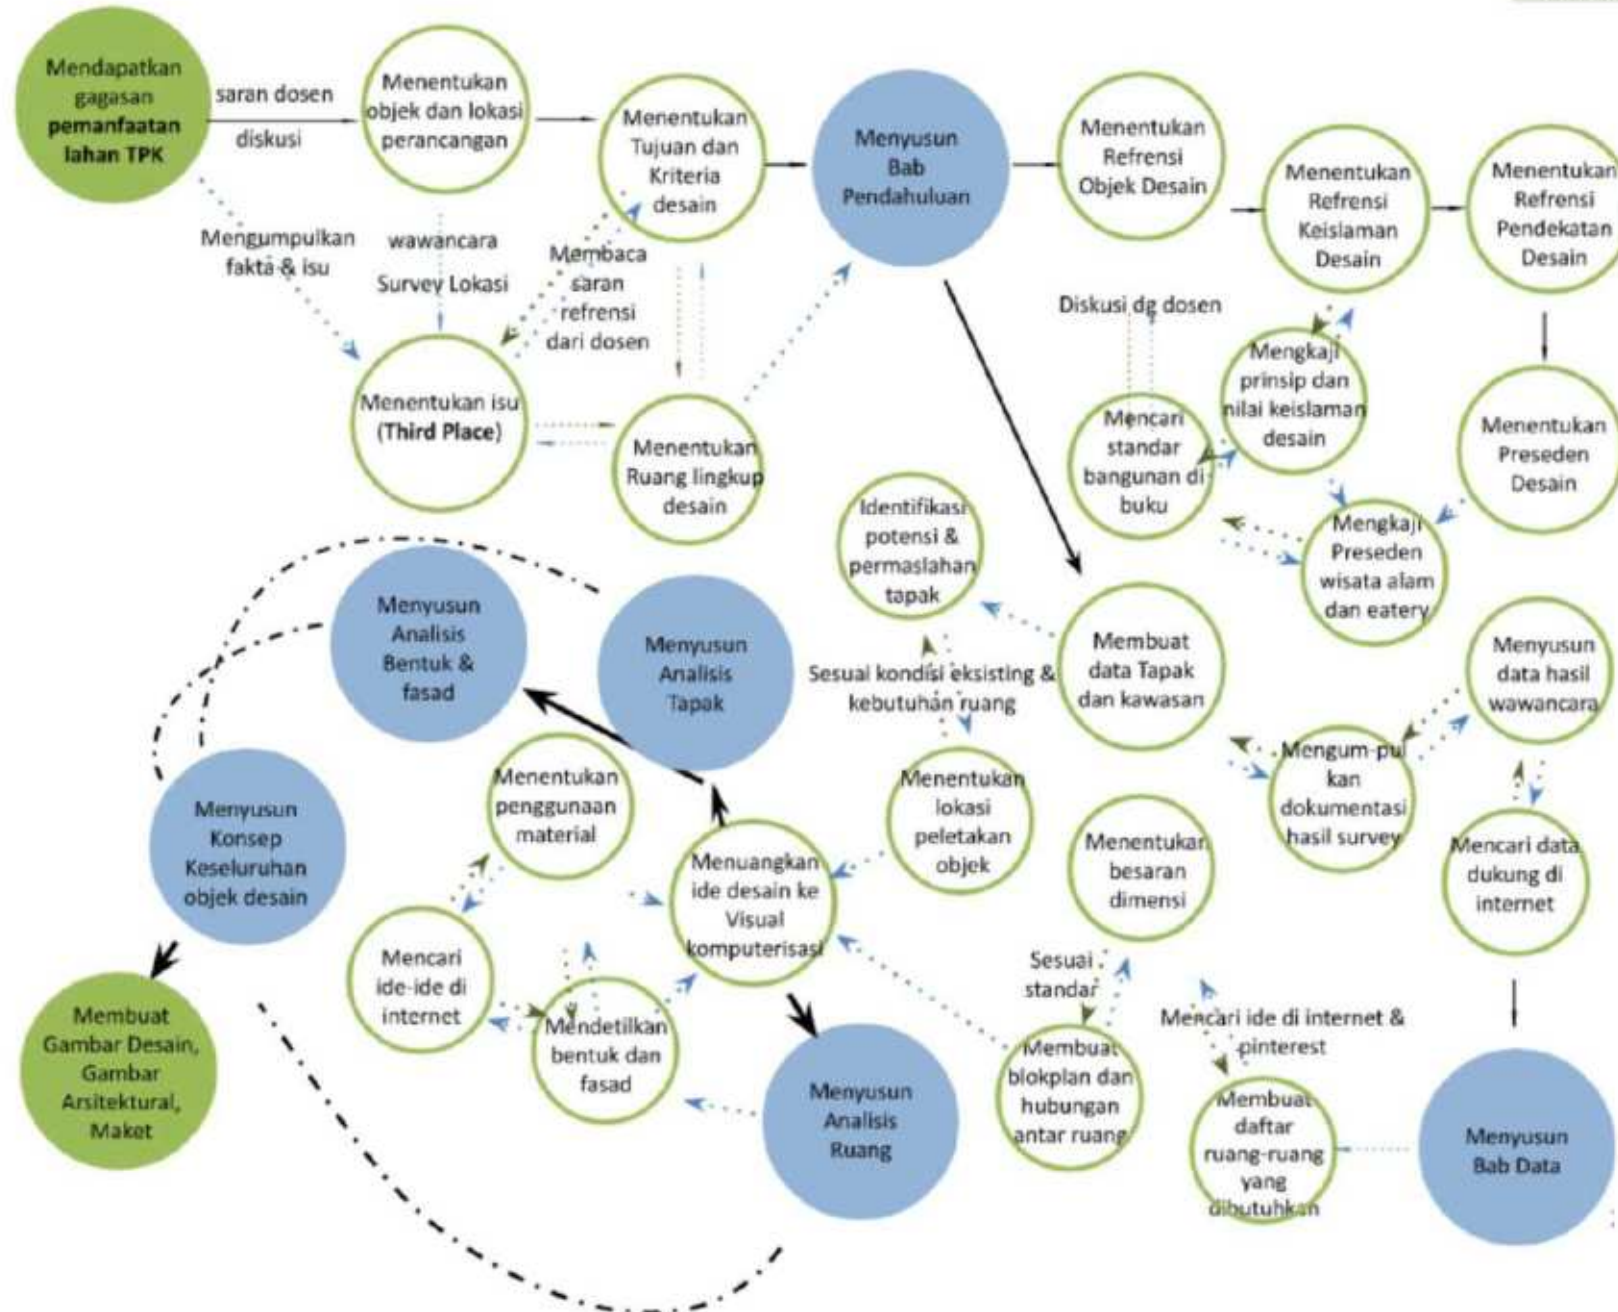 Mendapatkan
gagasan
pemanfaatan
lahan TPK
saran dosen
diskusi
Menentukan
objek dan lokasi
perancangan
Menentukan
Tujuan dan
Kriteria
desain
Menyusun
Bab
Pendahuluan
Menentukan
Refrensi
Objek Desain
Menentukan
Refrensi
Keislaman
Desain
Menentukan
Refrensi
Pendekatan
Desain
Mengumpulkan
fakta & isu
wawancara
Survey Lokasi
Membaca
saran
refrensi
dari dosen
Menentukan isu
(Third Place)
Menentukan
Ruang lingkup
desain
Diskusi dg dosen
Mencari
standar
bangunan di
buku
Mengkaji
prinsip dan
nilai keislaman
desain
Menentukan
Preseden
Desain
Mengkaji
Preseden
wisata alam
dan eatery
Identifikasi
potensi &
permaslahan
tapak
Menyusun
Analisis
Bentuk &
fasad
Menyusun
Analisis
Tapak
Sesuai kondisi eksisting &
kebutuhan ruang
Membuat
data Tapak
dan kawasan
Menyusun
data hasil
wawancara
Menyusun
Konsep
Keseluruhan
objek desain
Menentukan
penggunaan
material
Menuangkan
ide desain ke
Visual
komputerisasi
Menentukan
lokasi
peletakan
objek
Menentukan
besaran
dimensi
Mengum-pul
kan
dokumentasi
hasil survey
Mencari data
dukung di
internet
Mencari
ide-ide di
internet
Mendetilkan
bentuk dan
fasad
Sesuai
standar
Mencari ide di internet &
pinterest
Membuat
Gambar Desain,
Gambar
Arsitektural,
Maket
Menyusun
Analisis
Ruang
Membuat
blokplan dan
hubungan
antar ruang
Membuat
daftar
ruang-ruang
yang
dibutuhkan
Menyusun
Bab Data